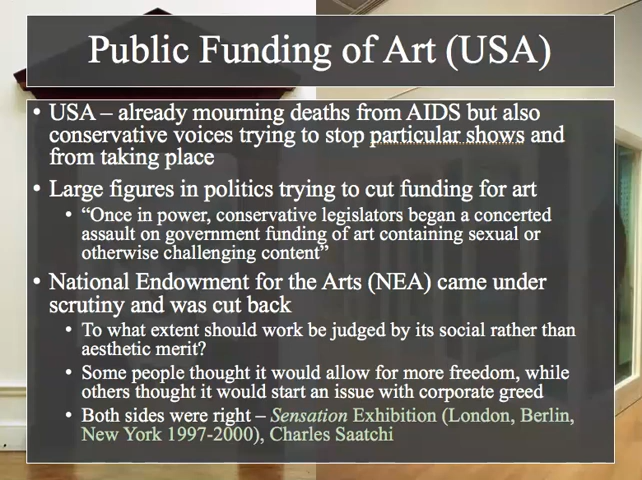 Public Funding of Art (USA)
• USA – already mourning deaths from AIDS but also
conservative voices trying to stop particular shows and
from taking place
• Large figures in politics trying to cut funding for art
• “Once in power, conservative legislators began a concerted
assault on government funding of art containing sexual or
otherwise challenging content”
• National Endowment for the Arts (NEA) came under
scrutiny and was cut back
• To what extent should work be judged by its social rather than
aesthetic merit?
• Some people thought it would allow for more freedom, while
others thought it would start an issue with corporate greed
• Both sides were right – Sensation Exhibition (London, Berlin,
New York 1997-2000), Charles Saatchi